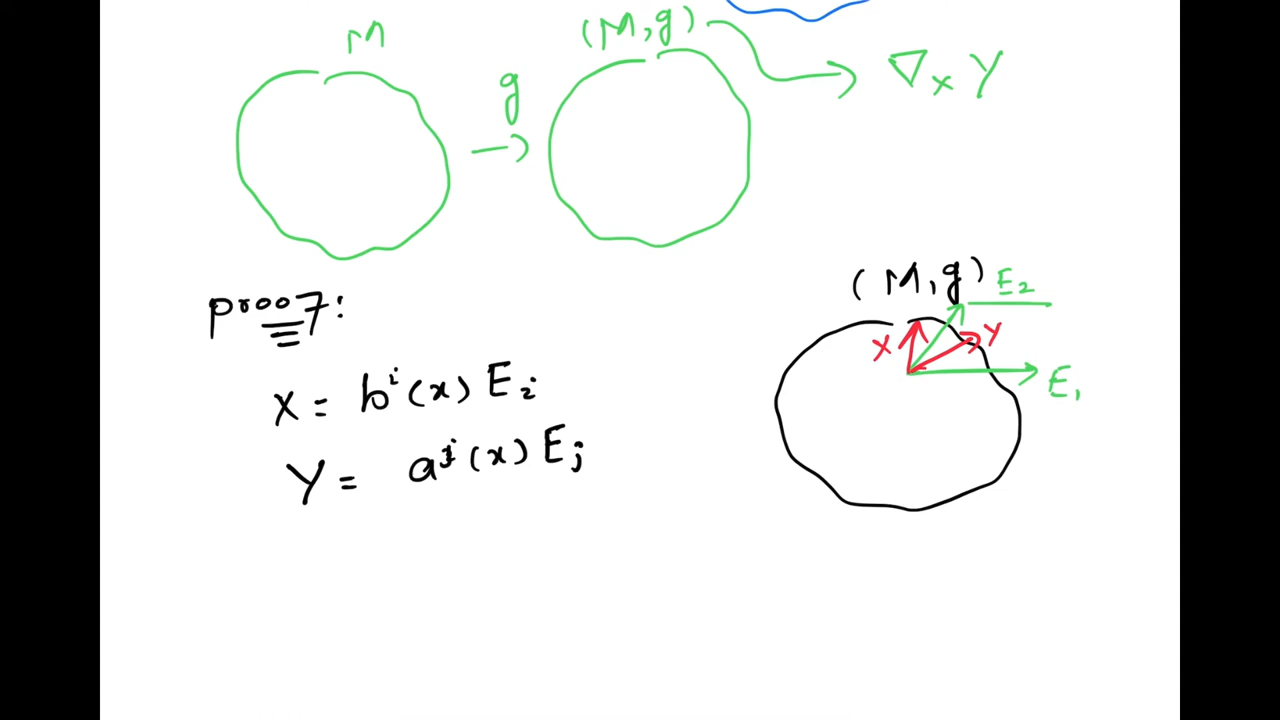 M
(M,g)
g
→
∇ₓ Y
proof:
(M,g)
E₂
X
Y
E₁
X = bⁱ(x) Eᵢ
Y = aʲ(x) Eⱼ